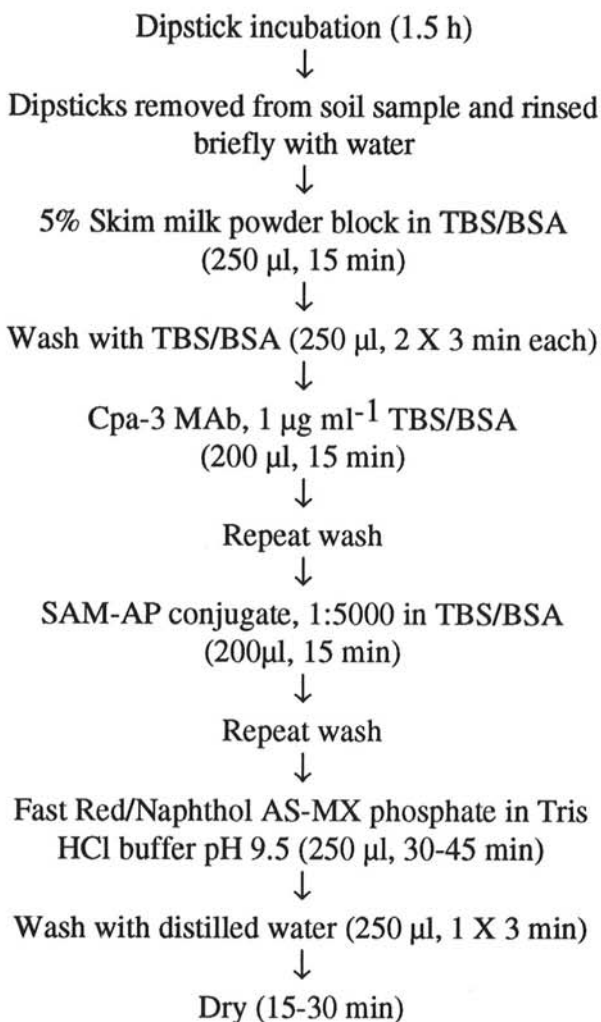 Dipstick incubation (1.5 h)
↓
Dipsticks removed from soil sample and rinsed
briefly with water
↓
5% Skim milk powder block in TBS/BSA
(250 µl, 15 min)
↓
Wash with TBS/BSA (250 µl, 2 X 3 min each)
↓
Cpa-3 MAb, 1 µg ml⁻¹ TBS/BSA
(200 µl, 15 min)
↓
Repeat wash
↓
SAM-AP conjugate, 1:5000 in TBS/BSA
(200µl, 15 min)
↓
Repeat wash
↓
Fast Red/Naphthol AS-MX phosphate in Tris
HCl buffer pH 9.5 (250 µl, 30-45 min)
↓
Wash with distilled water (250 µl, 1 X 3 min)
↓
Dry (15-30 min)